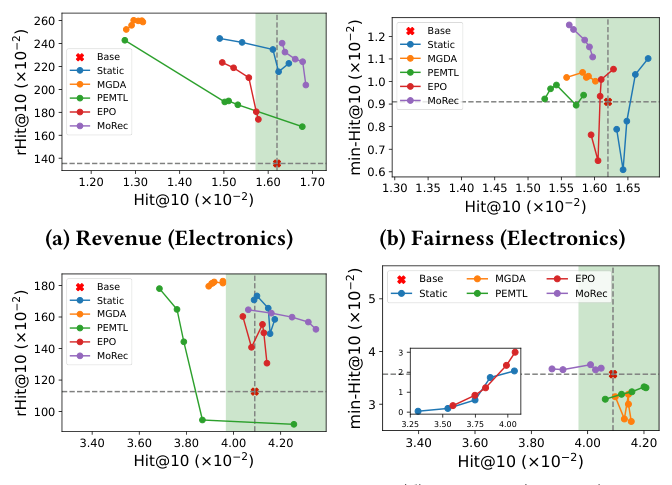 rHit@10 (×10⁻²)
260
240
220
200
180
160
140
Base
Static
MGDA
PEMTL
EPO
MoRec
1.20 1.30 1.40 1.50 1.60 1.70
Hit@10 (×10⁻²)
(a) Revenue (Electronics)
min-Hit@10 (×10⁻²)
1.2
1.1
1.0
0.9
0.8
0.7
0.6
Base
Static
MGDA
PEMTL
EPO
MoRec
1.30 1.35 1.40 1.45 1.50 1.55 1.60 1.65
Hit@10 (×10⁻²)
(b) Fairness (Electronics)
rHit@10 (×10⁻²)
180
160
140
120
100
Base
Static
MGDA
PEMTL
EPO
MoRec
3.40 3.60 3.80 4.00 4.20
Hit@10 (×10⁻²)
min-Hit@10 (×10⁻²)
5
4
3
Base MGDA EPO
Static PEMTL MoRec
3
2
1
0
3.25 3.50 3.75 4.00
3.40 3.60 3.80 4.00 4.20
Hit@10 (×10⁻²)